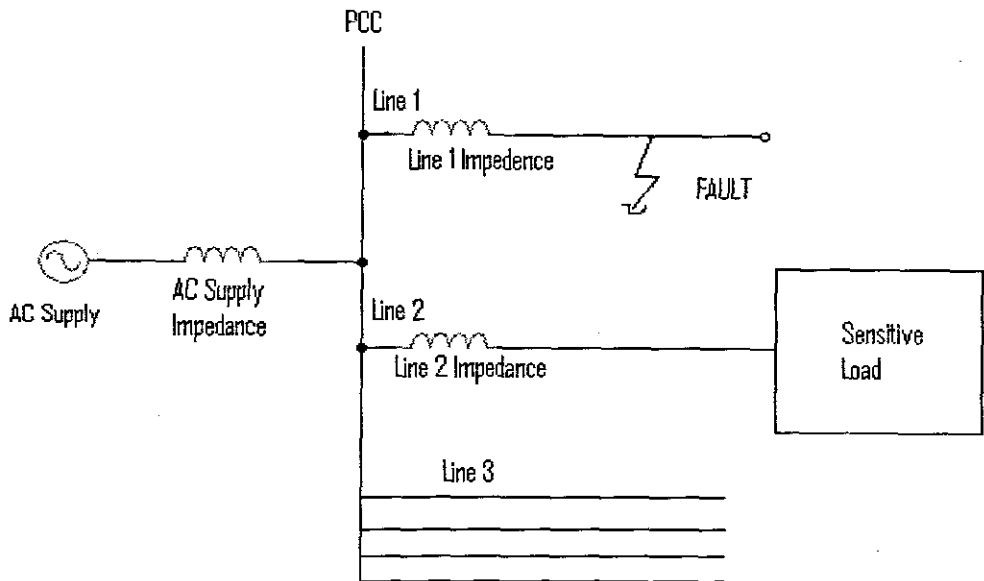 PCC
Line 1
Line 1 Impedence
FAULT
AC Supply
AC Supply
Impedance
Line 2
Line 2 Impedance
Sensitive
Load
Line 3